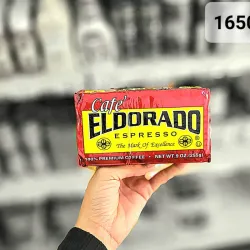 1650
Café
ELDORADO
ESPRESSO
The Mark Of Excellence
100% PREMIUM COFFEE • NET WT 9 OZ (255g)